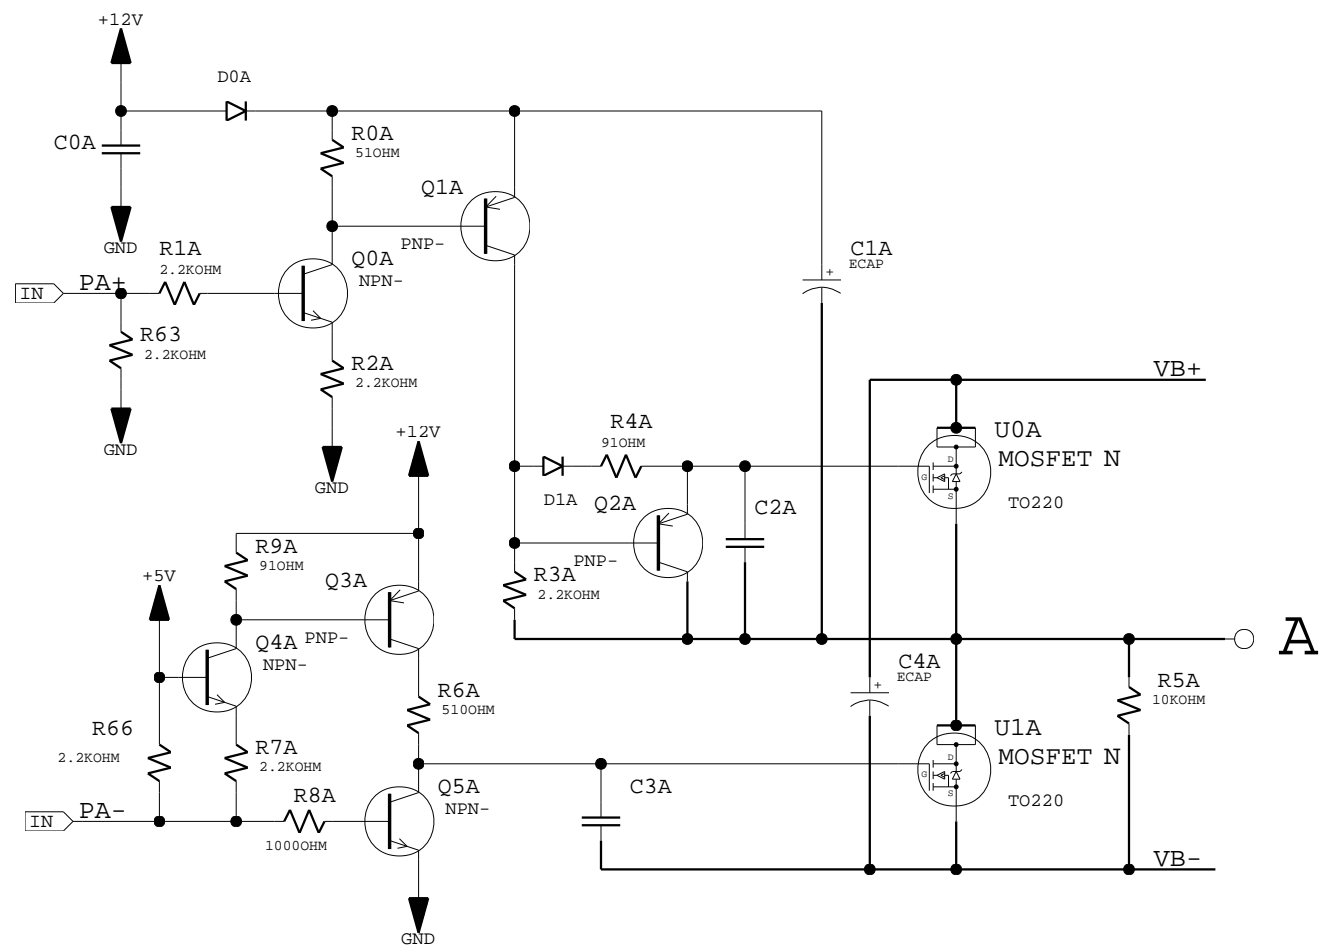 +12V
D0A
C0A
R0A
51OHM
Q1A
PNP-
GND
R1A
2.2KOHM
Q0A
NPN-
C1A
+
ECAP
IN
PA+
R63
2.2KOHM
R2A
2.2KOHM
GND
GND
VB+
+12V
R4A
91OHM
D1A
Q2A
PNP-
C2A
U0A
MOSFET N
D
G
S
TO220
R9A
91OHM
Q3A
PNP-
+5V
Q4A
NPN-
R3A
2.2KOHM
A
C4A
+
ECAP
R5A
10KOHM
R6A
510OHM
R66
2.2KOHM
R7A
2.2KOHM
U1A
MOSFET N
D
G
S
TO220
IN
PA-
R8A
1000OHM
Q5A
NPN-
C3A
VB-
GND